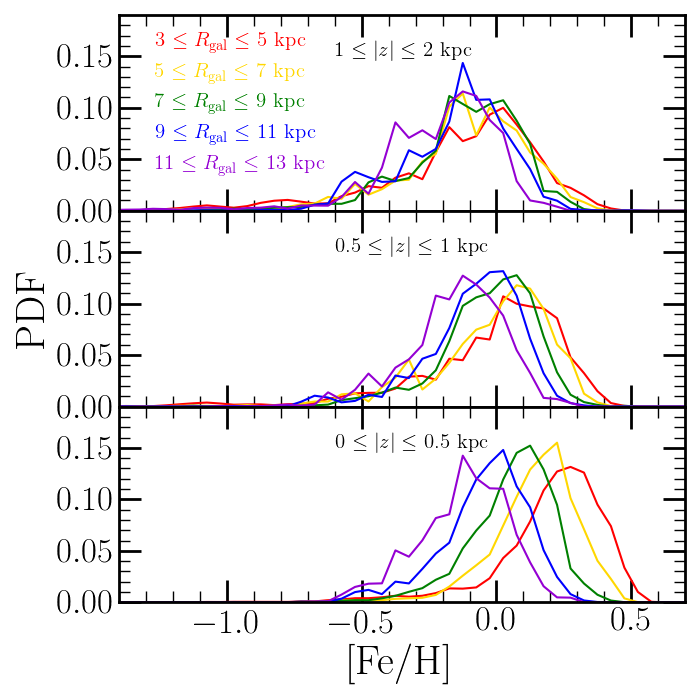 3 ≤ R_gal ≤ 5 kpc
5 ≤ R_gal ≤ 7 kpc
7 ≤ R_gal ≤ 9 kpc
9 ≤ R_gal ≤ 11 kpc
11 ≤ R_gal ≤ 13 kpc
1 ≤ |z| ≤ 2 kpc
0.15
0.10
0.05
0.00
0.5 ≤ |z| ≤ 1 kpc
0.15
0.10
0.05
0.00
PDF
0 ≤ |z| ≤ 0.5 kpc
0.15
0.10
0.05
0.00
−1.0 −0.5 0.0 0.5
[Fe/H]